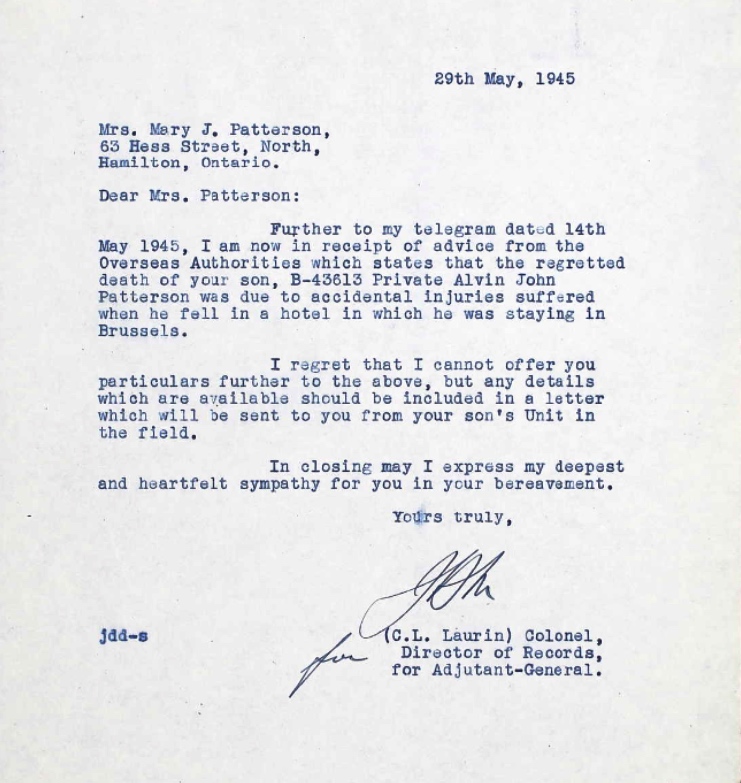 29th May, 1945
Mrs. Mary J. Patterson,
63 Hess Street, North,
Hamilton, Ontario.
Dear Mrs. Patterson:
Further to my telegram dated 14th
May 1945, I am now in receipt of advice from the
Overseas Authorities which states that the regretted
death of your son, B-43613 Private Alvin John
Patterson was due to accidental injuries suffered
when he fell in a hotel in which he was staying in
Brussels.
I regret that I cannot offer you
particulars further to the above, but any details
which are available should be included in a letter
which will be sent to you from your son's Unit in
the field.
In closing may I express my deepest
and heartfelt sympathy for you in your bereavement.
Yours truly,
jdd-s
for (C.L. Laurin) Colonel,
Director of Records,
for Adjutant-General.